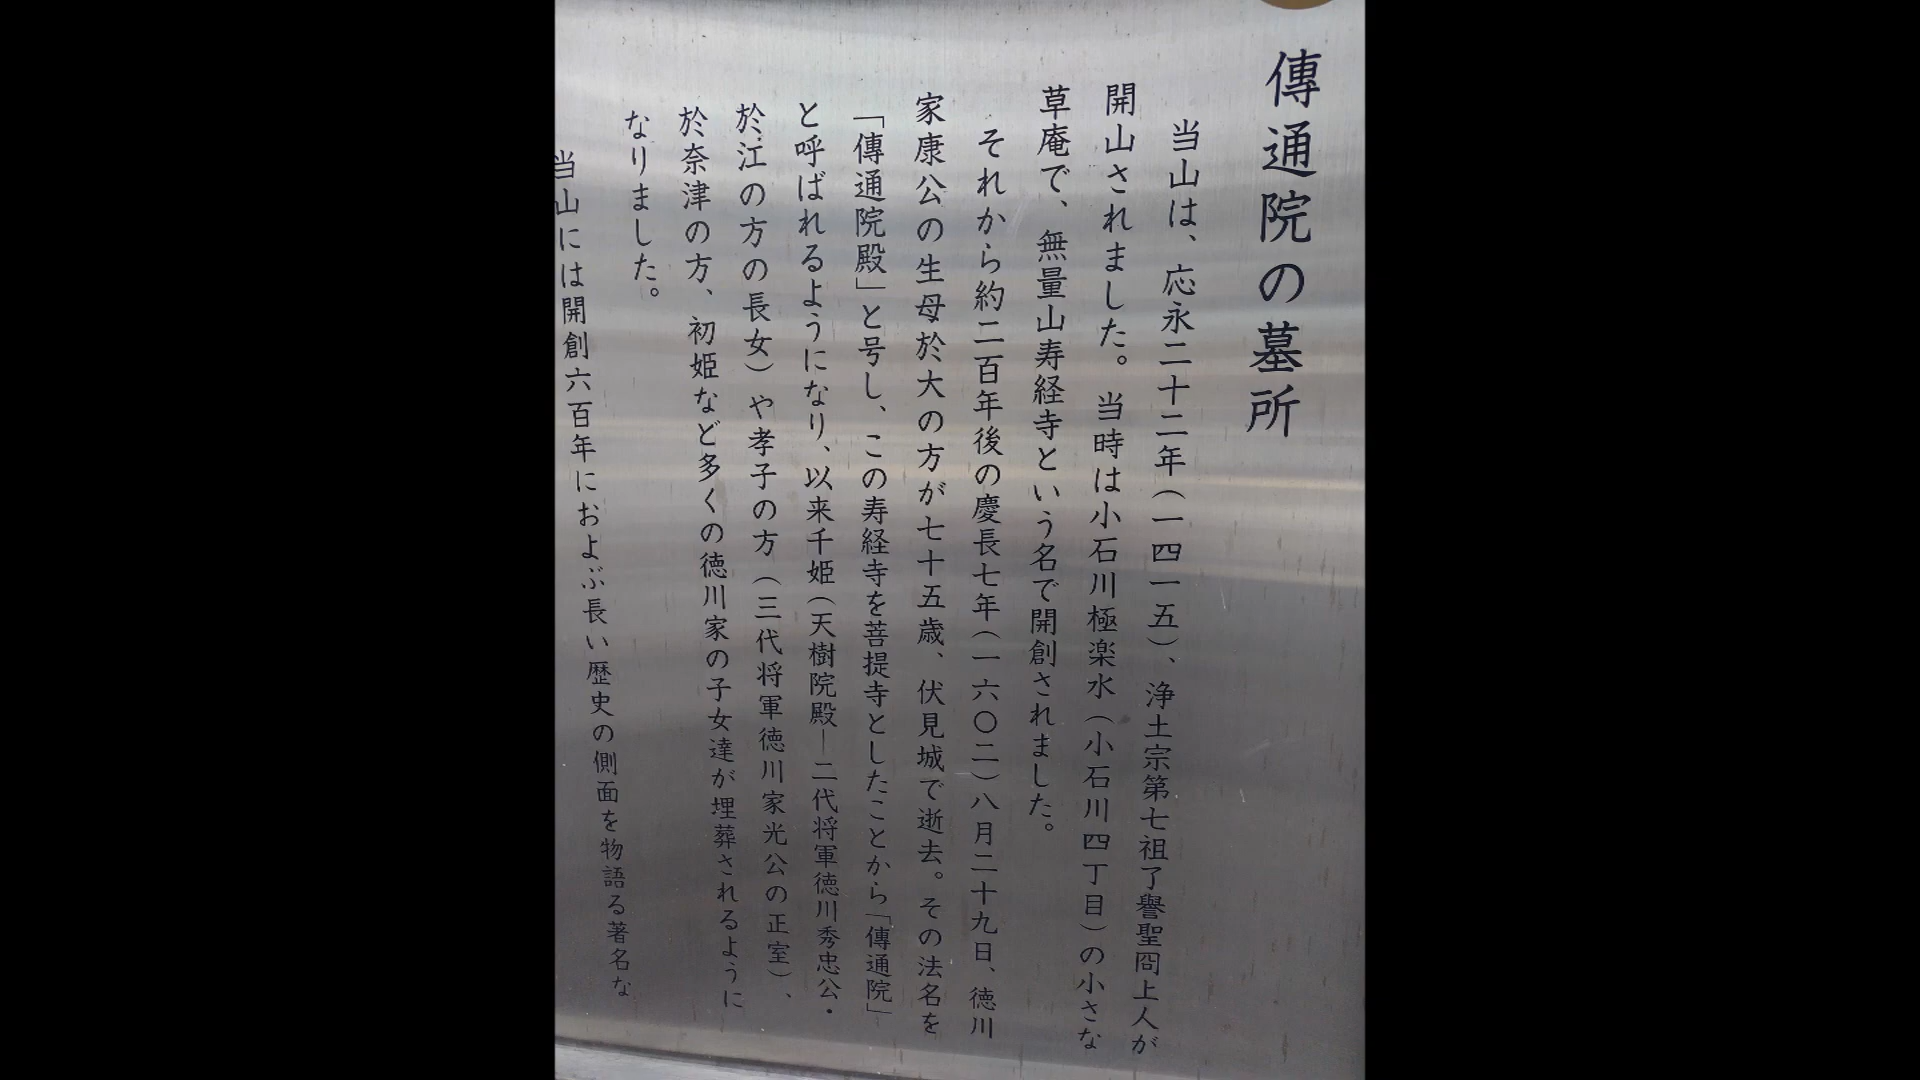 傳通院の墓所
当山は、応永二十二年（一四一五）、浄土宗第七祖了譽聖冏上人が
開山されました。当時は小石川極楽水（小石川四丁目）の小さな
草庵で、無量山寿経寺という名で開創されました。
それから約二百年後の慶長七年（一六〇二）八月二十九日、徳川
家康公の生母於大の方が七十五歳、伏見城で逝去。その法名を
「傳通院殿」と号し、この寿経寺を菩提寺としたことから「傳通院」
と呼ばれるようになり、以来千姫（天樹院殿―二代将軍徳川秀忠公・
於江の方の長女）や孝子の方（三代将軍徳川家光公の正室）、
於奈津の方、初姫など多くの徳川家の子女達が埋葬されるように
なりました。
当山には開創六百年におよぶ長い歴史の側面を物語る著名な